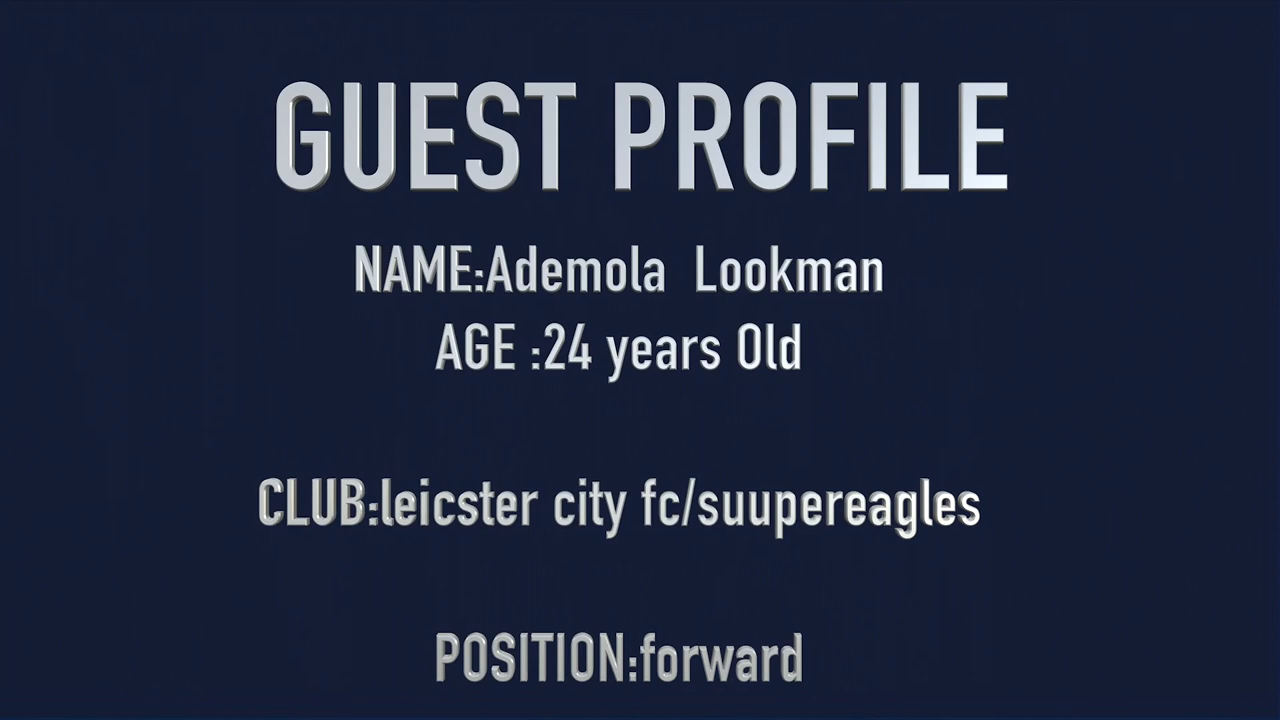 GUEST PROFILE
NAME:Ademola Lookman
AGE :24 years Old
CLUB:leicster city fc/suupereagles
POSITION:forward